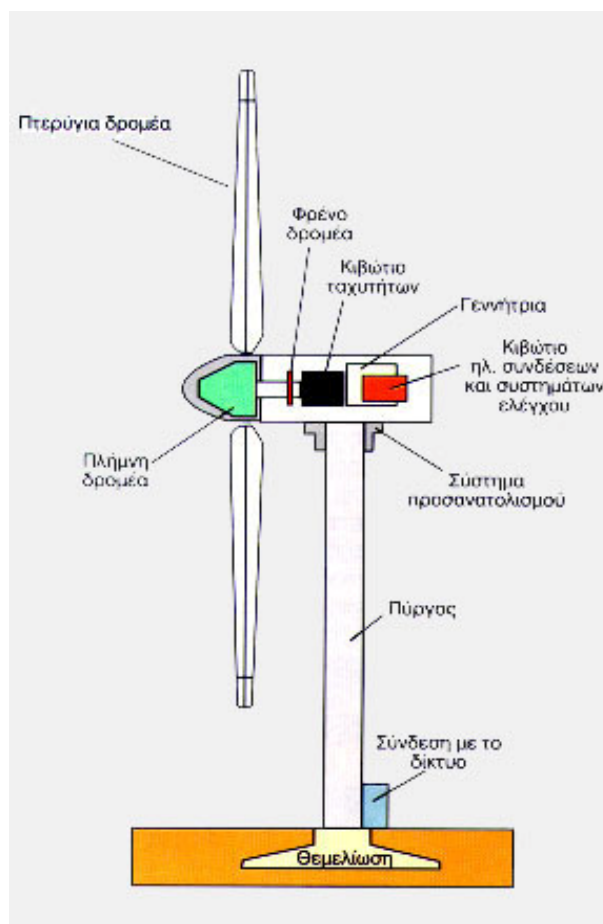 Πτερύγια δρομέα
Φρένο
δρομέα
Κιβώτιο
ταχυτήτων
Γεννήτρια
Κιβώτιο
ηλ. συνδέσεων
και συστημάτων
ελέγχου
Πλήμνη
δρομέα
Σύστημα
προσανατολισμού
Πύργος
Σύνδεση με το
δίκτυο
Θεμελίωση